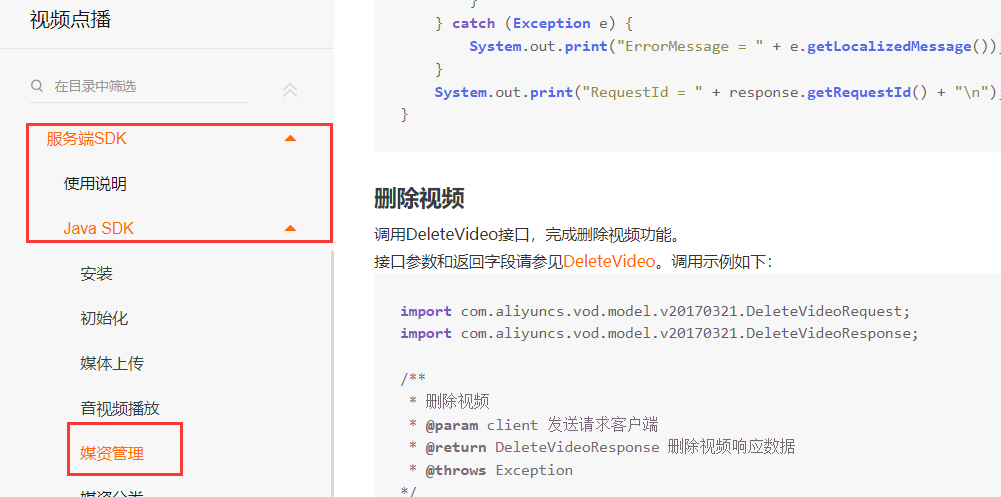 视频点播
在目录中筛选
服务端SDK
使用说明
Java SDK
安装
初始化
媒体上传
音视频播放
媒资管理
媒资分类
}
} catch (Exception e) {
System.out.print("ErrorMessage = " + e.getLocalizedMessage());
}
System.out.print("RequestId = " + response.getRequestId() + "\n");
}
删除视频
调用DeleteVideo接口，完成删除视频功能。
接口参数和返回字段请参见DeleteVideo。调用示例如下：
import com.aliyuncs.vod.model.v20170321.DeleteVideoRequest;
import com.aliyuncs.vod.model.v20170321.DeleteVideoResponse;
/**
* 删除视频
* @param client 发送请求客户端
* @return DeleteVideoResponse 删除视频响应数据
* @throws Exception
*/